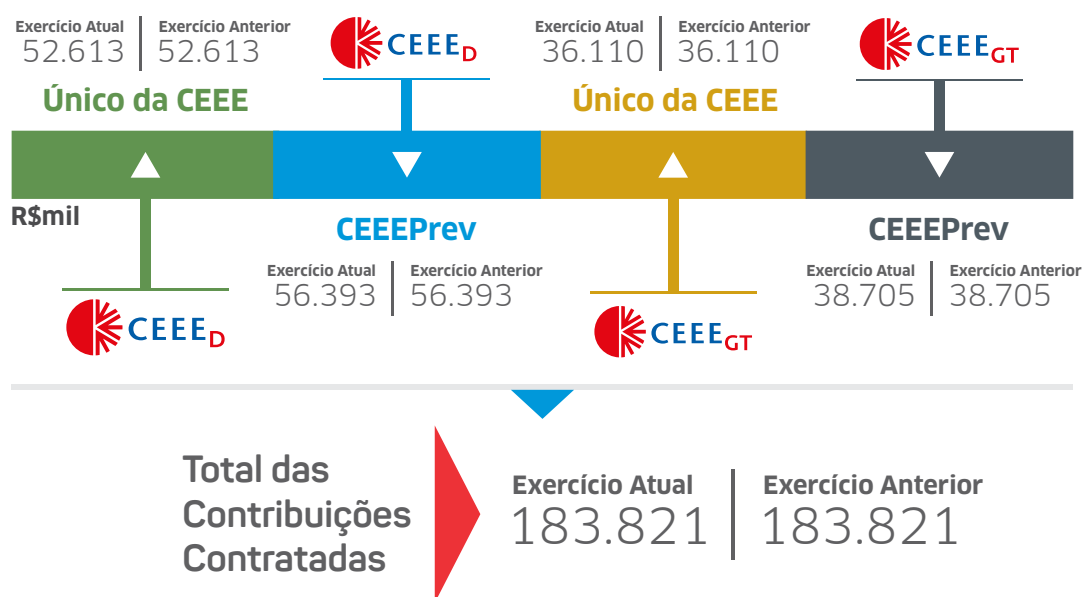 Exercício Atual
52.613
Exercício Anterior
52.613
Único da CEEE
CEEED
R$mil
CEEED
CEEEPrev
Exercício Atual
56.393
Exercício Anterior
56.393
Exercício Atual
36.110
Exercício Anterior
36.110
Único da CEEE
CEEEGT
CEEEGT
CEEEPrev
Exercício Atual
38.705
Exercício Anterior
38.705
Total das
Contribuições
Contratadas
Exercício Atual
183.821
Exercício Anterior
183.821